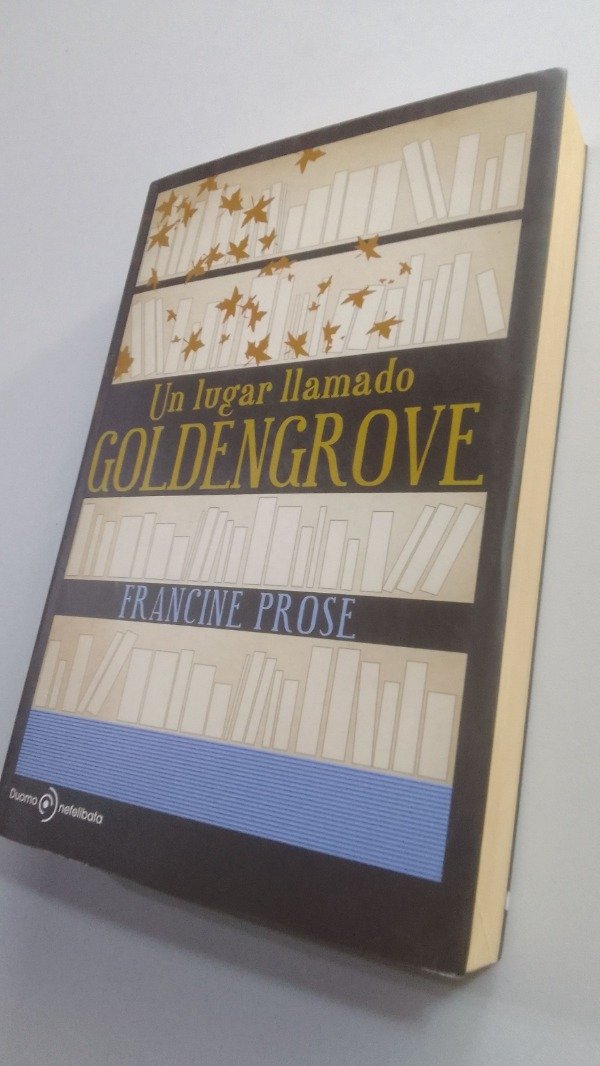 Un lugar llamado
GOLDENGROVE
FRANCINE PROSE
Duomo nefelibata